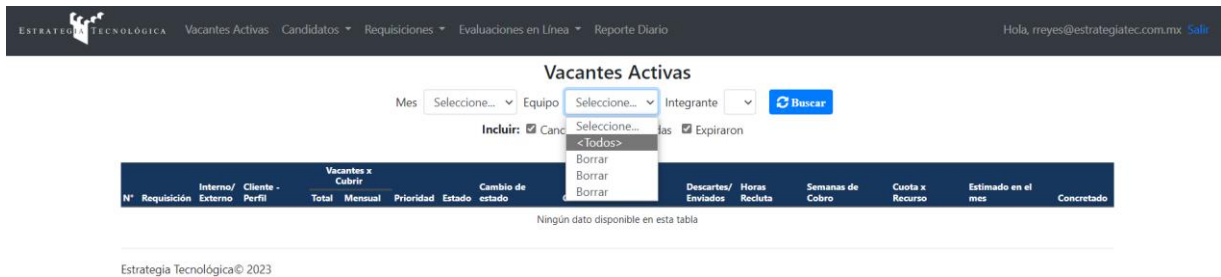 ESTRATEGIA TECNOLÓGICA Vacantes Activas Candidatos Requisiciones Evaluaciones en Línea Reporte Diario Hola, rreyes@estrategiatec.com.mx Salir
Vacantes Activas
Mes Seleccione... Equipo Seleccione... Integrante Buscar
Incluir: Canc das Expiraron
Seleccione...
<Todos>
Borrar
Borrar
Borrar
Vacantes x Cubrir
N° Requisición Interno/Externo Cliente - Perfil Total Mensual Prioridad Estado Cambio de estado Descartes/Enviados Horas Recluta Semanas de Cobro Cuota x Recurso Estimado en el mes Concretado
Ningún dato disponible en esta tabla
Estrategia Tecnológica© 2023